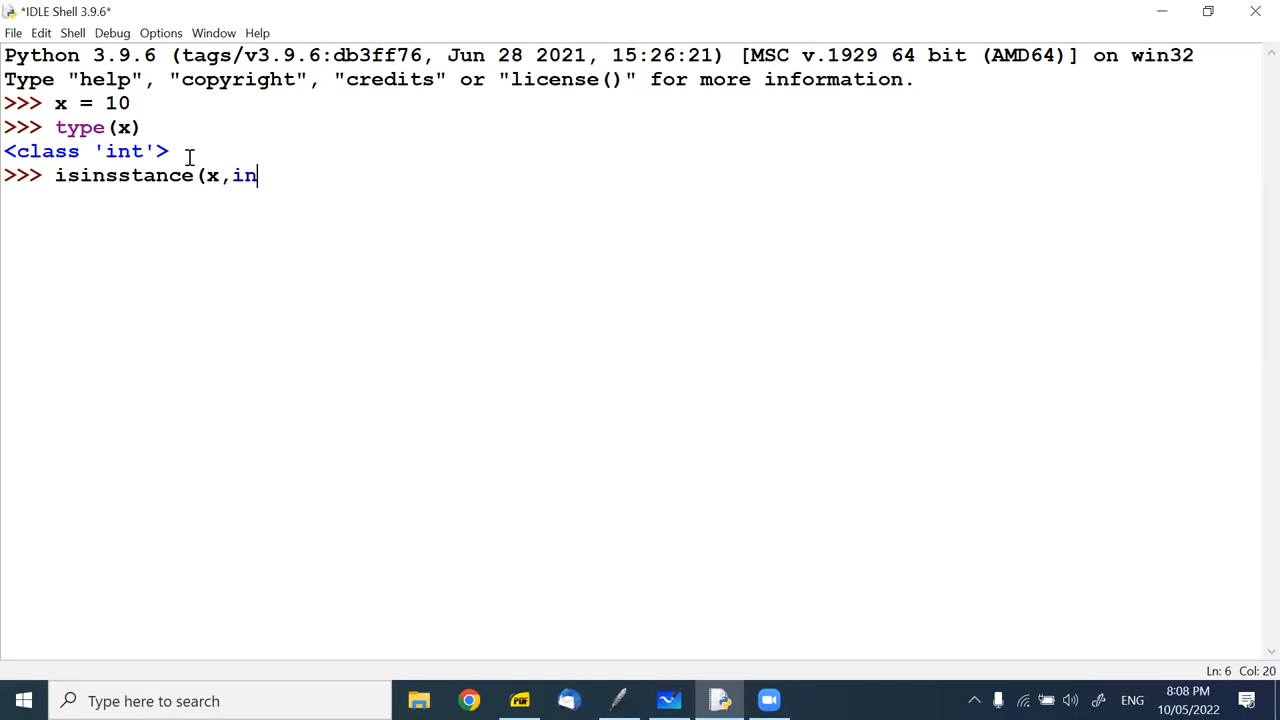 *IDLE Shell 3.9.6*
File Edit Shell Debug Options Window Help
Python 3.9.6 (tags/v3.9.6:db3ff76, Jun 28 2021, 15:26:21) [MSC v.1929 64 bit (AMD64)] on win32
Type "help", "copyright", "credits" or "license()" for more information.
>>> x = 10
>>> type(x)
<class 'int'>
>>> isinsstance(x,in
Ln: 6 Col: 20
Type here to search
PDF
ENG
8:08 PM
10/05/2022